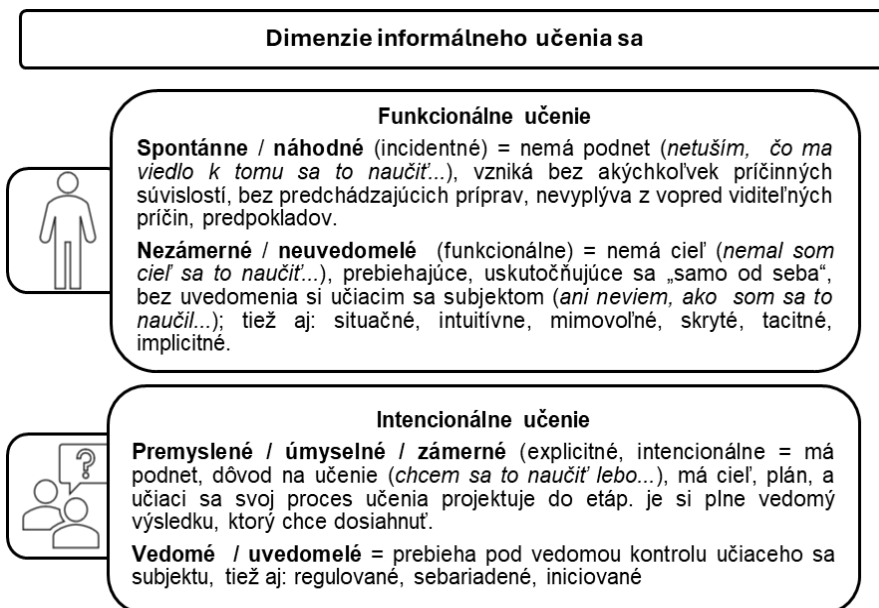 Dimenzie informálneho učenia sa
Funkcionálne učenie
Spontánne / náhodné (incidentné) = nemá podnet (netuším, čo ma
viedlo k tomu sa to naučiť...), vzniká bez akýchkoľvek príčinných
súvislostí, bez predchádzajúcich príprav, nevyplýva z vopred viditeľných
príčin, predpokladov.
Nezámerné / neuvedomelé (funkcionálne) = nemá cieľ (nemal som
cieľ sa to naučiť...), prebiehajúce, uskutočňujúce sa „samo od seba“,
bez uvedomenia si učiacim sa subjektom (ani neviem, ako som sa to
naučil...); tiež aj: situačné, intuitívne, mimovoľné, skryté, tacitné,
implicitné.
Intencionálne učenie
Premyslené / úmyselné / zámerné (explicitné, intencionálne = má
podnet, dôvod na učenie (chcem sa to naučiť lebo...), má cieľ, plán, a
učiaci sa svoj proces učenia projektuje do etáp. je si plne vedomý
výsledku, ktorý chce dosiahnuť.
Vedomé / uvedomelé = prebieha pod vedomou kontrolu učiaceho sa
subjektu, tiež aj: regulované, sebariadené, iniciované
?